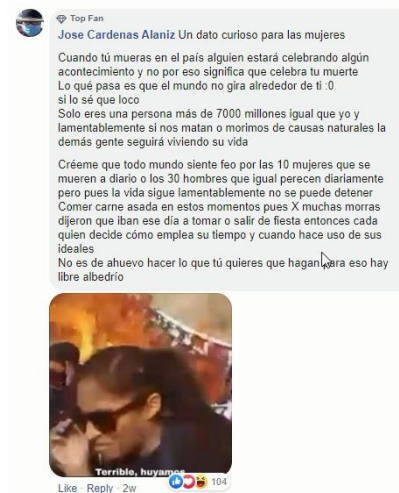 Top Fan
Jose Cardenas Alaniz Un dato curioso para las mujeres
Cuando tú mueras en el país alguien estará celebrando algún
acontecimiento y no por eso significa que celebra tu muerte
Lo qué pasa es que el mundo no gira alrededor de ti :0
si lo sé que loco
Solo eres una persona más de 7000 millones igual que yo y
lamentablemente si nos matan o morimos de causas naturales la
demás gente seguirá viviendo su vida
Créeme que todo mundo siente feo por las 10 mujeres que se
mueren a diario o los 30 hombres que igual perecen diariamente
pero pues la vida sigue lamentablemente no se puede detener
Comer carne asada en estos momentos pues X muchas morras
dijeron que iban ese día a tomar o salir de fiesta entonces cada
quien decide cómo emplea su tiempo y cuando hace uso de sus
ideales
No es de ahuevo hacer lo que tú quieres que hagan para eso hay
libre albedrío
Terrible, huyamos
Like · Reply · 2w
104